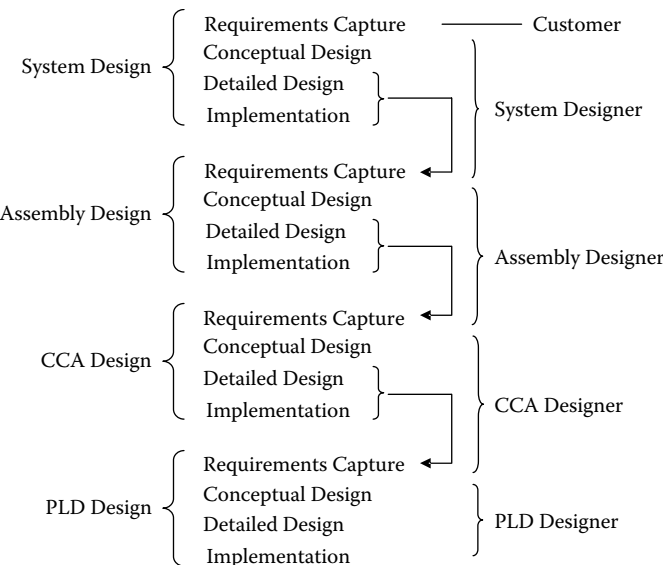 Requirements Capture Customer
Conceptual Design
System Design
Detailed Design
System Designer
Implementation
Requirements Capture
Conceptual Design
Assembly Design
Detailed Design
Assembly Designer
Implementation
Requirements Capture
Conceptual Design
CCA Design
Detailed Design
CCA Designer
Implementation
Requirements Capture
Conceptual Design
PLD Design
Detailed Design
PLD Designer
Implementation